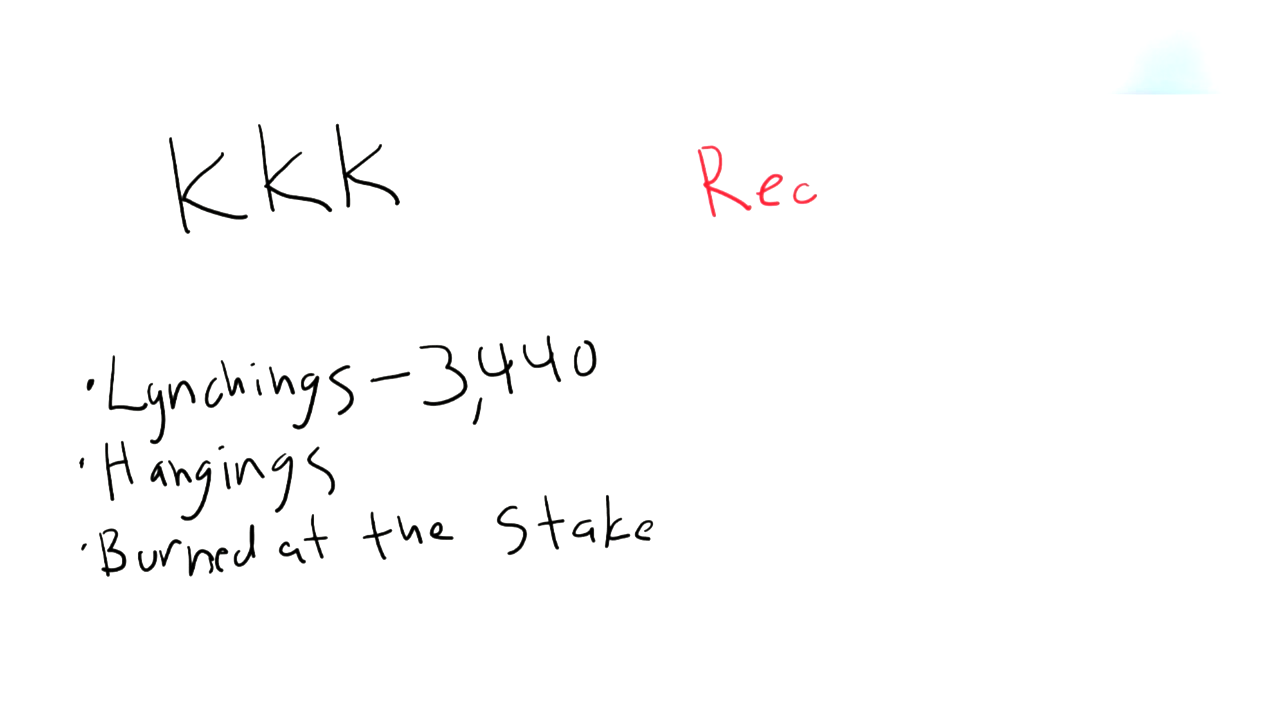 KKK
Rec
· Lynchings - 3,440
· Hangings
· Burned at the stake